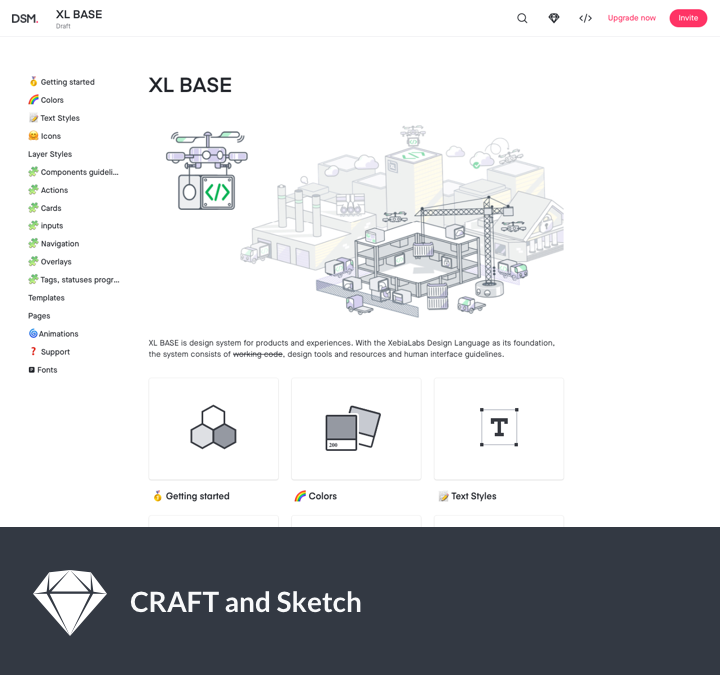 DSM.
XL BASE
Draft
Upgrade now
Invite
Getting started
Colors
Text Styles
Icons
Layer Styles
Components guideli...
Actions
Cards
inputs
Navigation
Overlays
Tags, statuses progr...
Templates
Pages
Animations
Support
Fonts
XL BASE
</>
XL BASE is design system for products and experiences. With the XebiaLabs Design Language as its foundation,
the system consists of working code, design tools and resources and human interface guidelines.
200
T
Getting started
Colors
Text Styles
CRAFT and Sketch